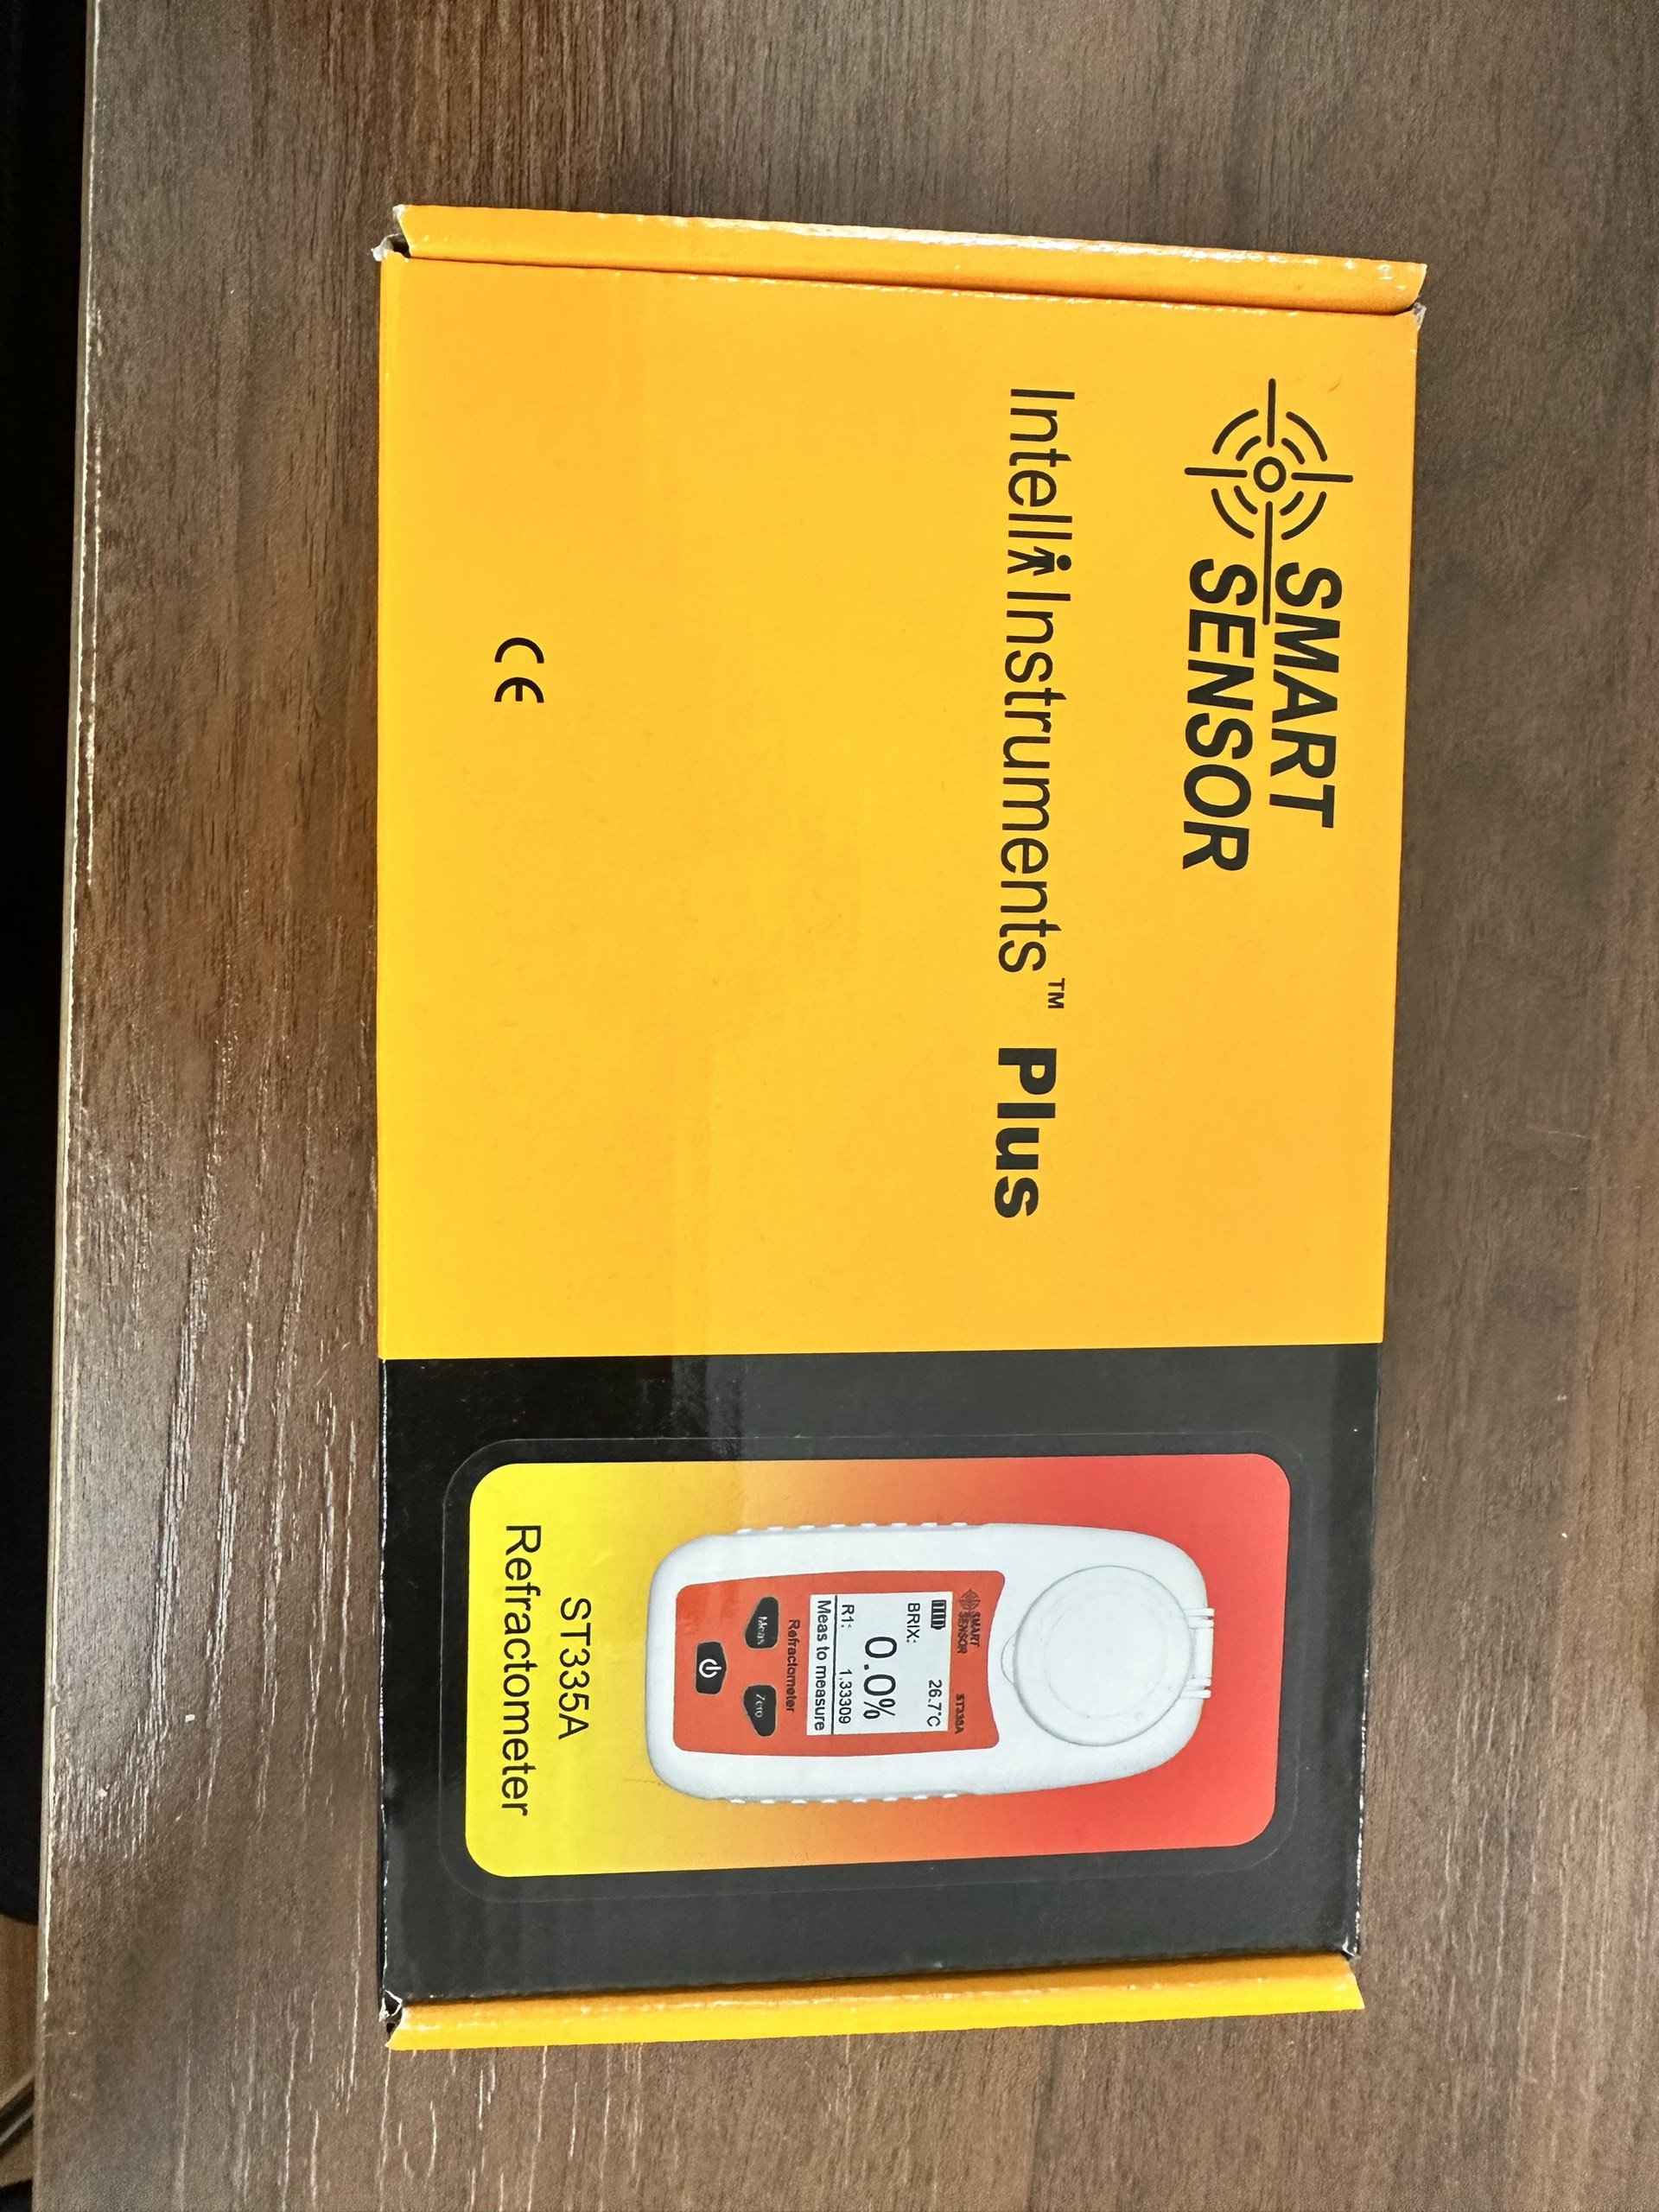 SMART
SENSOR
Intelli Instruments™ Plus
CE
SMART
SENSOR
ST335A
26.7°C
BRIX:
0.0%
R1: 1.33309
Meas to measure
Refractometer
Meas
Zero
ST335A
Refractometer